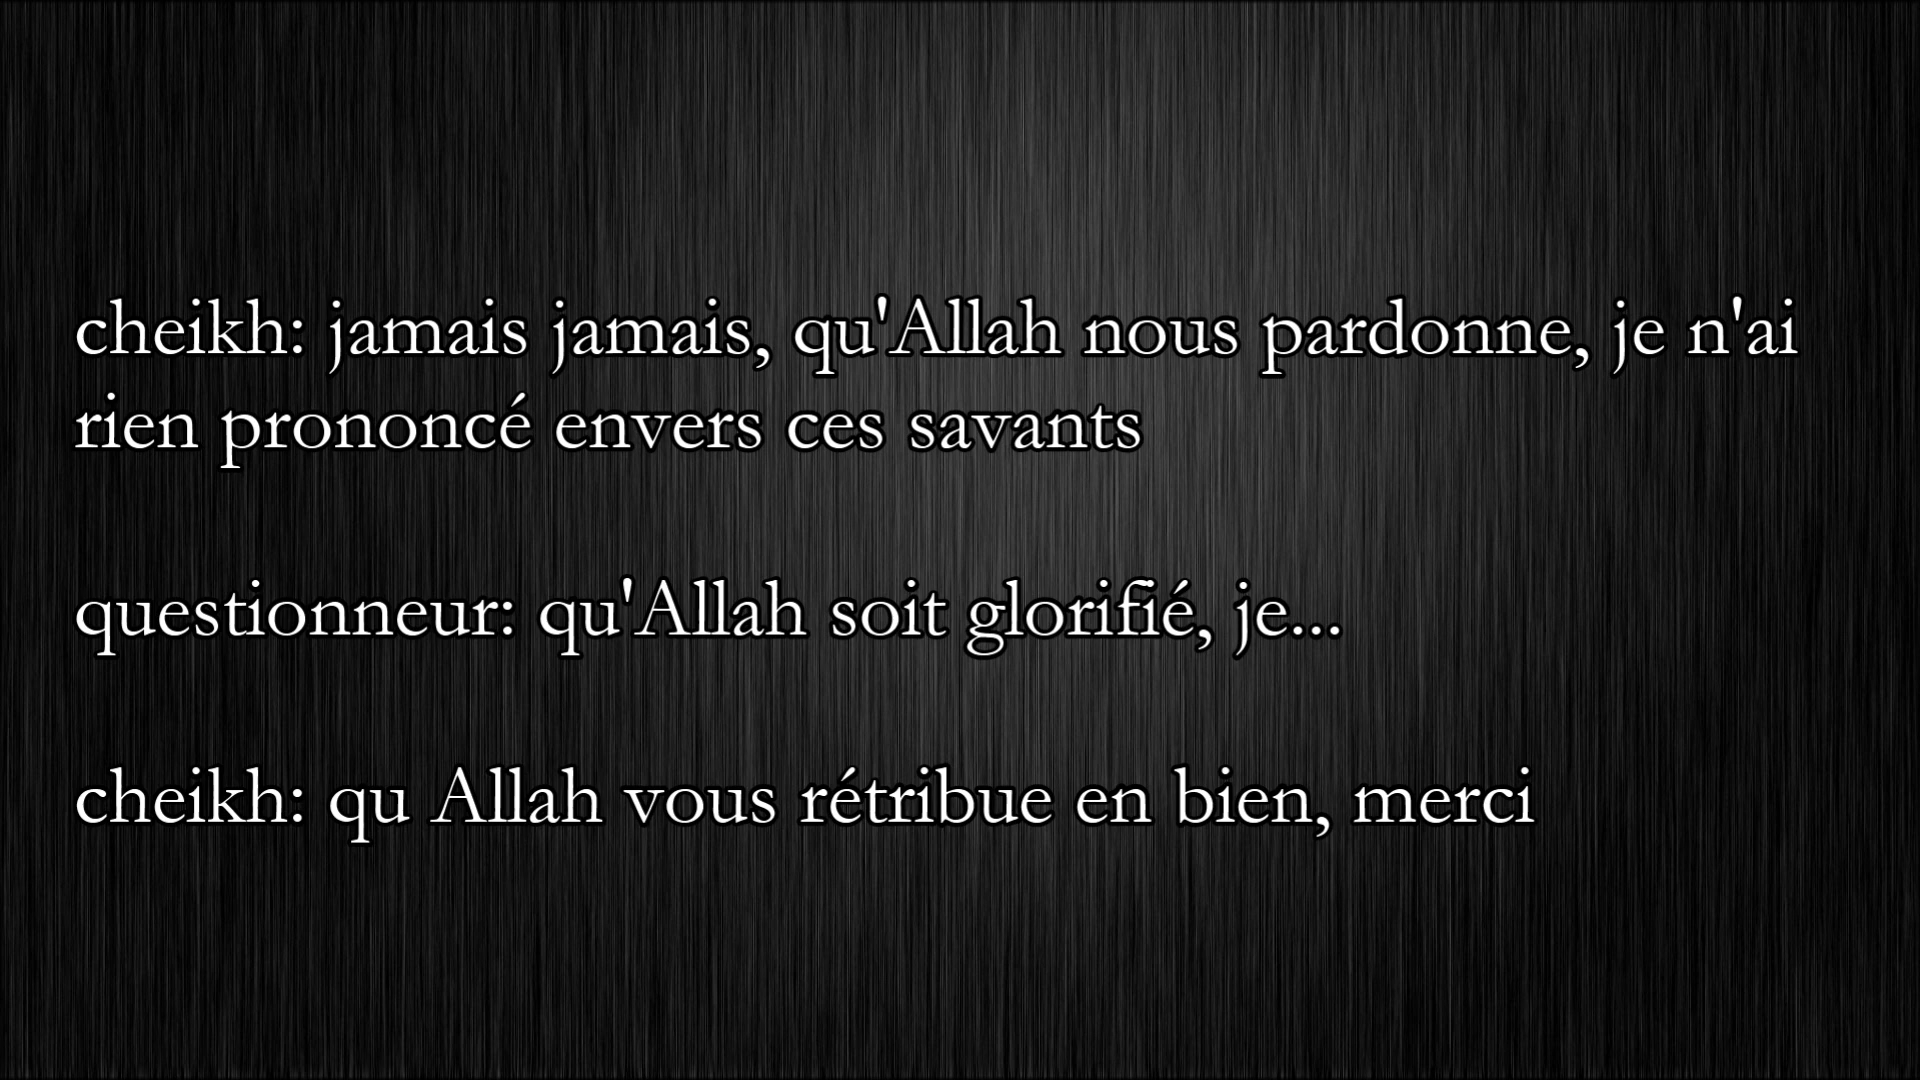 cheikh: jamais jamais, qu'Allah nous pardonne, je n'ai
rien prononcé envers ces savants
questionneur: qu'Allah soit glorifié, je...
cheikh: qu Allah vous rétribue en bien, merci